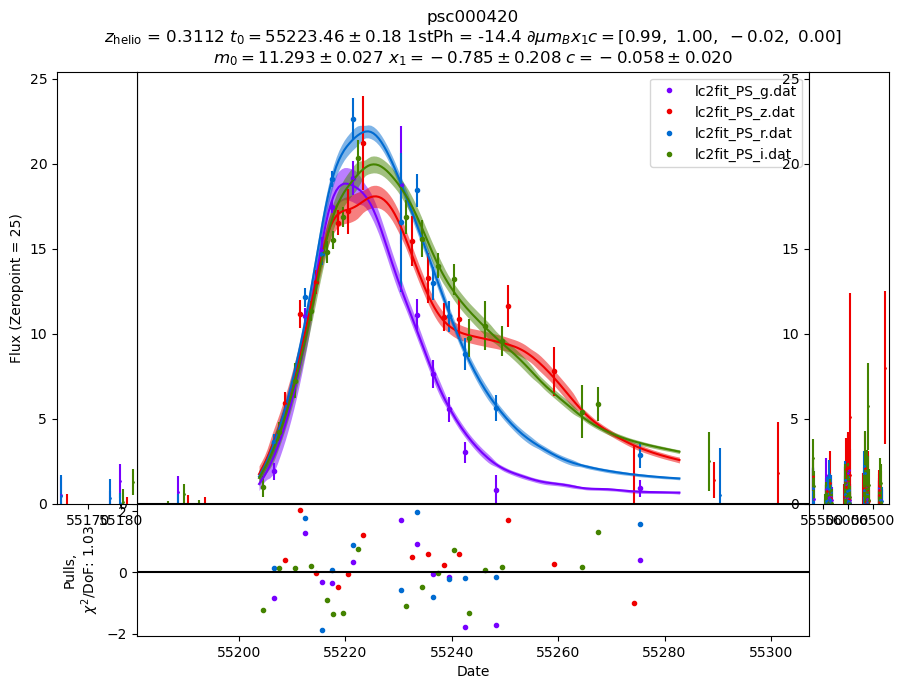 psc000420
z_helio = 0.3112 t_0 = 55223.46 ± 0.18 1stPh = -14.4 ∂μm_Bx_1c = [0.99, 1.00, −0.02, 0.00]
m_0 = 11.293 ± 0.027 x_1 = −0.785 ± 0.208 c = −0.058 ± 0.020
25
20
15
10
5
0
Flux (Zeropoint = 25)
lc2fit_PS_g.dat
lc2fit_PS_z.dat
lc2fit_PS_r.dat
lc2fit_PS_i.dat
25
20
15
10
5
0
55170
55180
2
0
−2
Pulls,
χ²/DoF: 1.03
55200
55220
55240
55260
55280
55300
Date